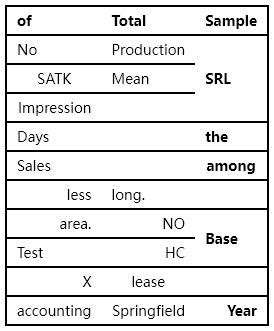 of Total Sample
No Production
SRL
SATK Mean
Impression
Days the
Sales among
less long.
area. NO
Base
Test HC
X lease
accounting Springfield Year